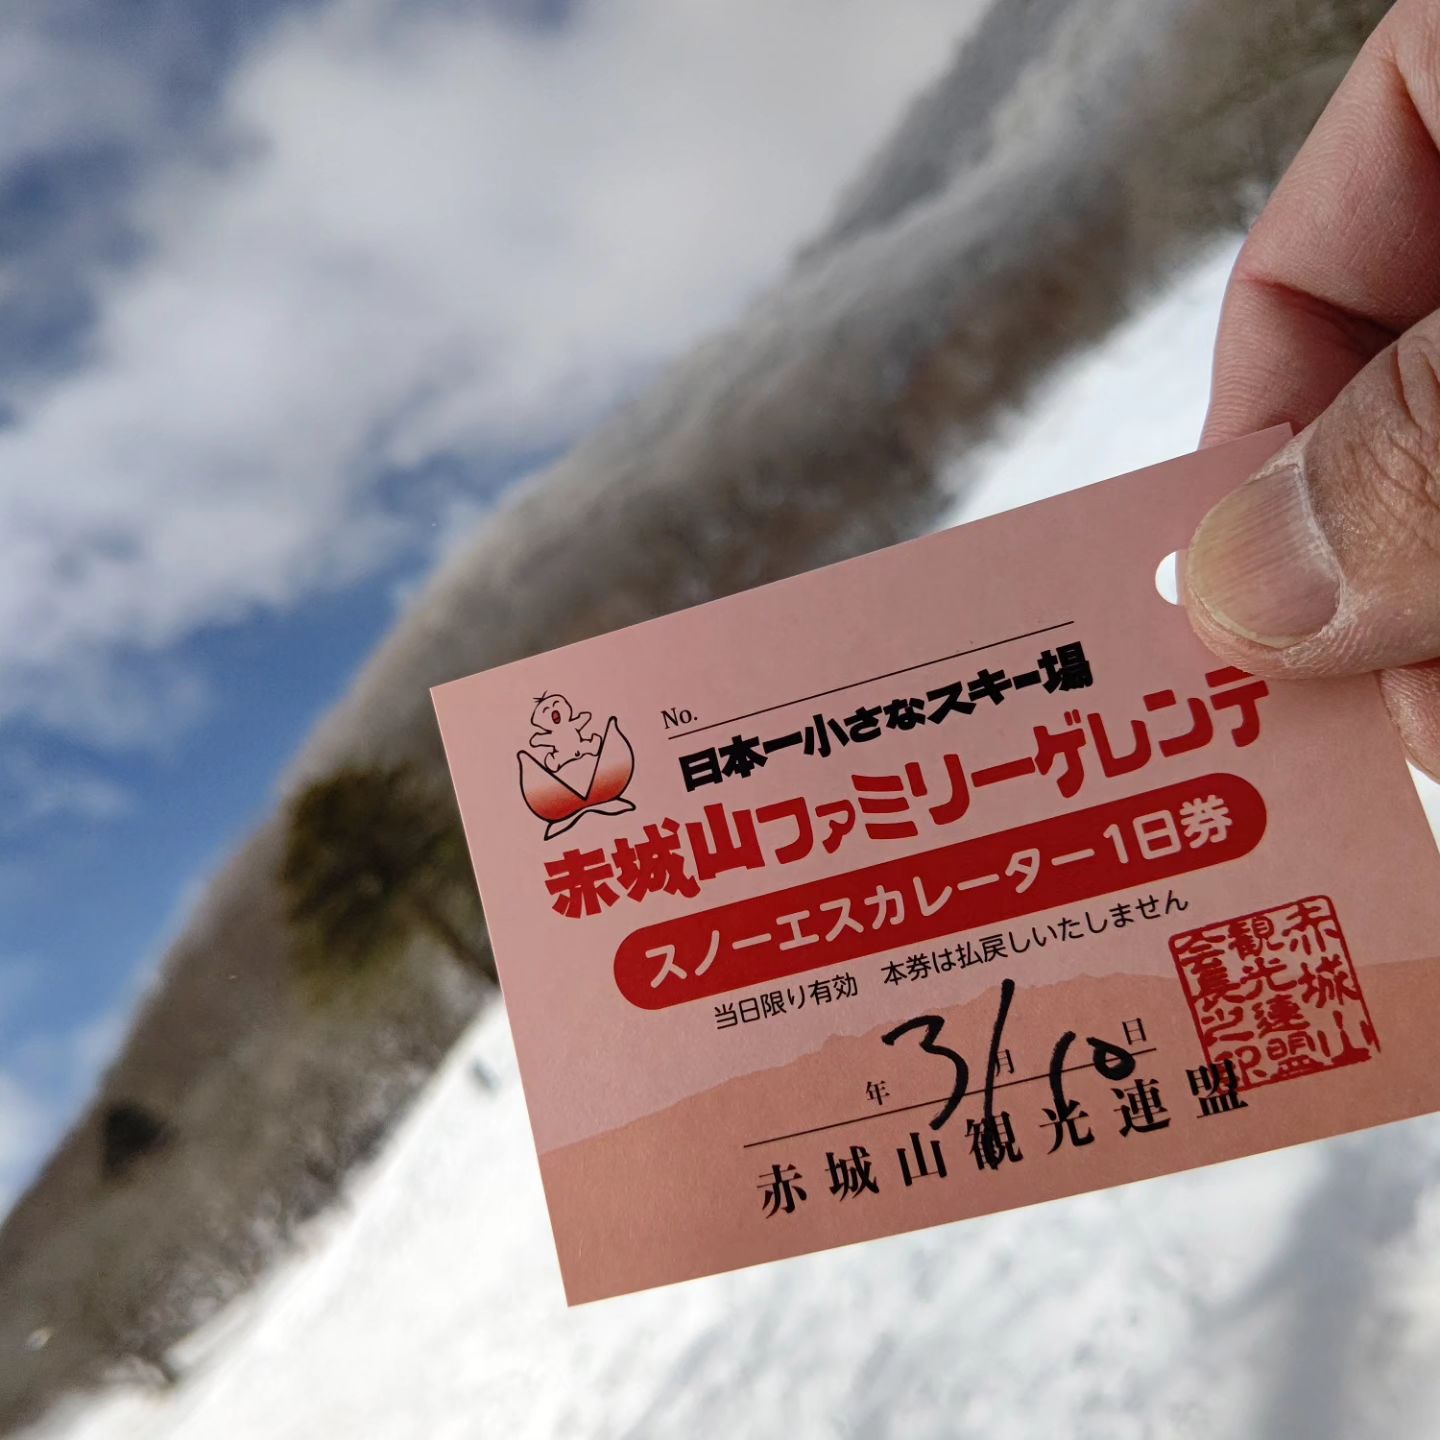 No.
日本一小さなスキー場
赤城山ファミリーゲレンデ
スノーエスカレーター1日券
当日限り有効 本券は払戻しいたしません
年 3/月 10 日
赤城山観光連盟
赤城山
観光連盟
会長之印